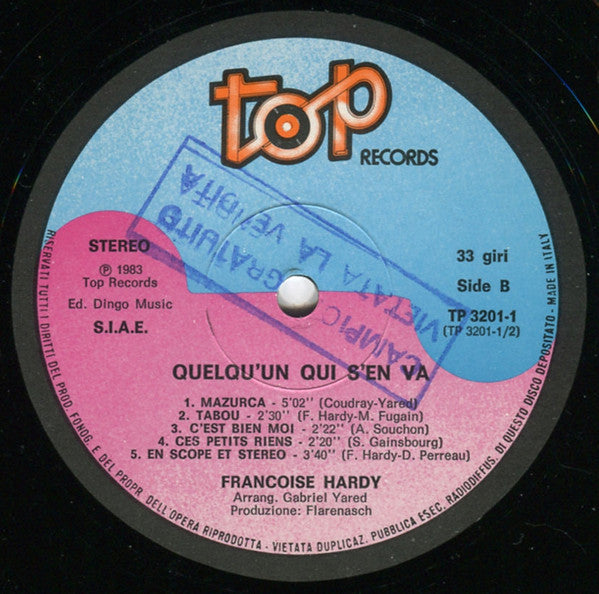 top
RECORDS
CAMPIONE GRATUITO
VIETATA LA VENDITA
STEREO
Ⓟ 1983
Top Records
Ed. Dingo Music
S.I.A.E.
33 giri
Side B
TP 3201-1
(TP 3201-1/2)
QUELQU'UN QUI S'EN VA
1. MAZURCA - 5'02'' (Coudray-Yared)
2. TABOU - 2'30'' (F. Hardy-M. Fugain)
3. C'EST BIEN MOI - 2'22'' (A. Souchon)
4. CES PETITS RIENS - 2'20'' (S. Gainsbourg)
5. EN SCOPE ET STEREO - 3'40'' (F. Hardy-D. Perreau)
FRANCOISE HARDY
Arrang. Gabriel Yared
Produzione: Flarenasch
RISERVATI TUTTI I DIRITTI DEL PROD. FONOG. E DEL PROPR. DELL'OPERA RIPRODOTTA - VIETATA DUPLICAZ. PUBBLICA ESEC. RADIODIFFUS. DI QUESTO DISCO DEPOSITATO - MADE IN ITALY